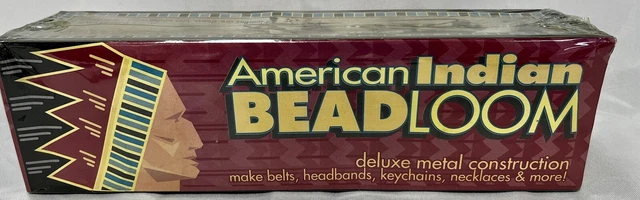 American Indian
BEADLOOM
deluxe metal construction
make belts, headbands, keychains, necklaces & more!